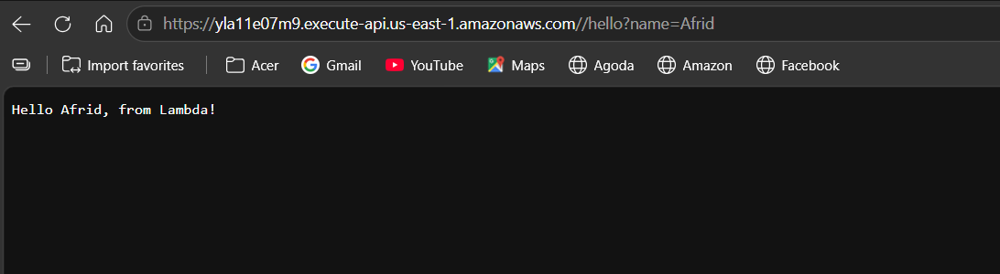 https://yla11e07m9.execute-api.us-east-1.amazonaws.com//hello?name=Afrid
Import favorites Acer Gmail YouTube Maps Agoda Amazon Facebook
Hello Afrid, from Lambda!